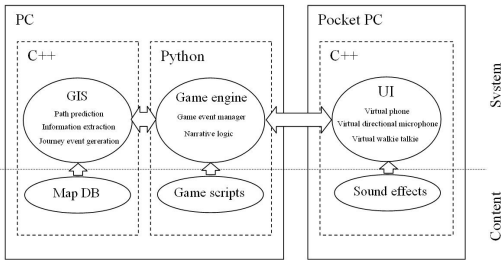 PC
Pocket PC
C++
Python
C++
GIS
Path prediction
Information extraction
Journey event gereration
Game engine
Game event manager
Narrative logic
UI
Virtual phone
Virtual directional microphone
Virtual walkie talkie
System
Map DB
Game scripts
Sound effects
Content